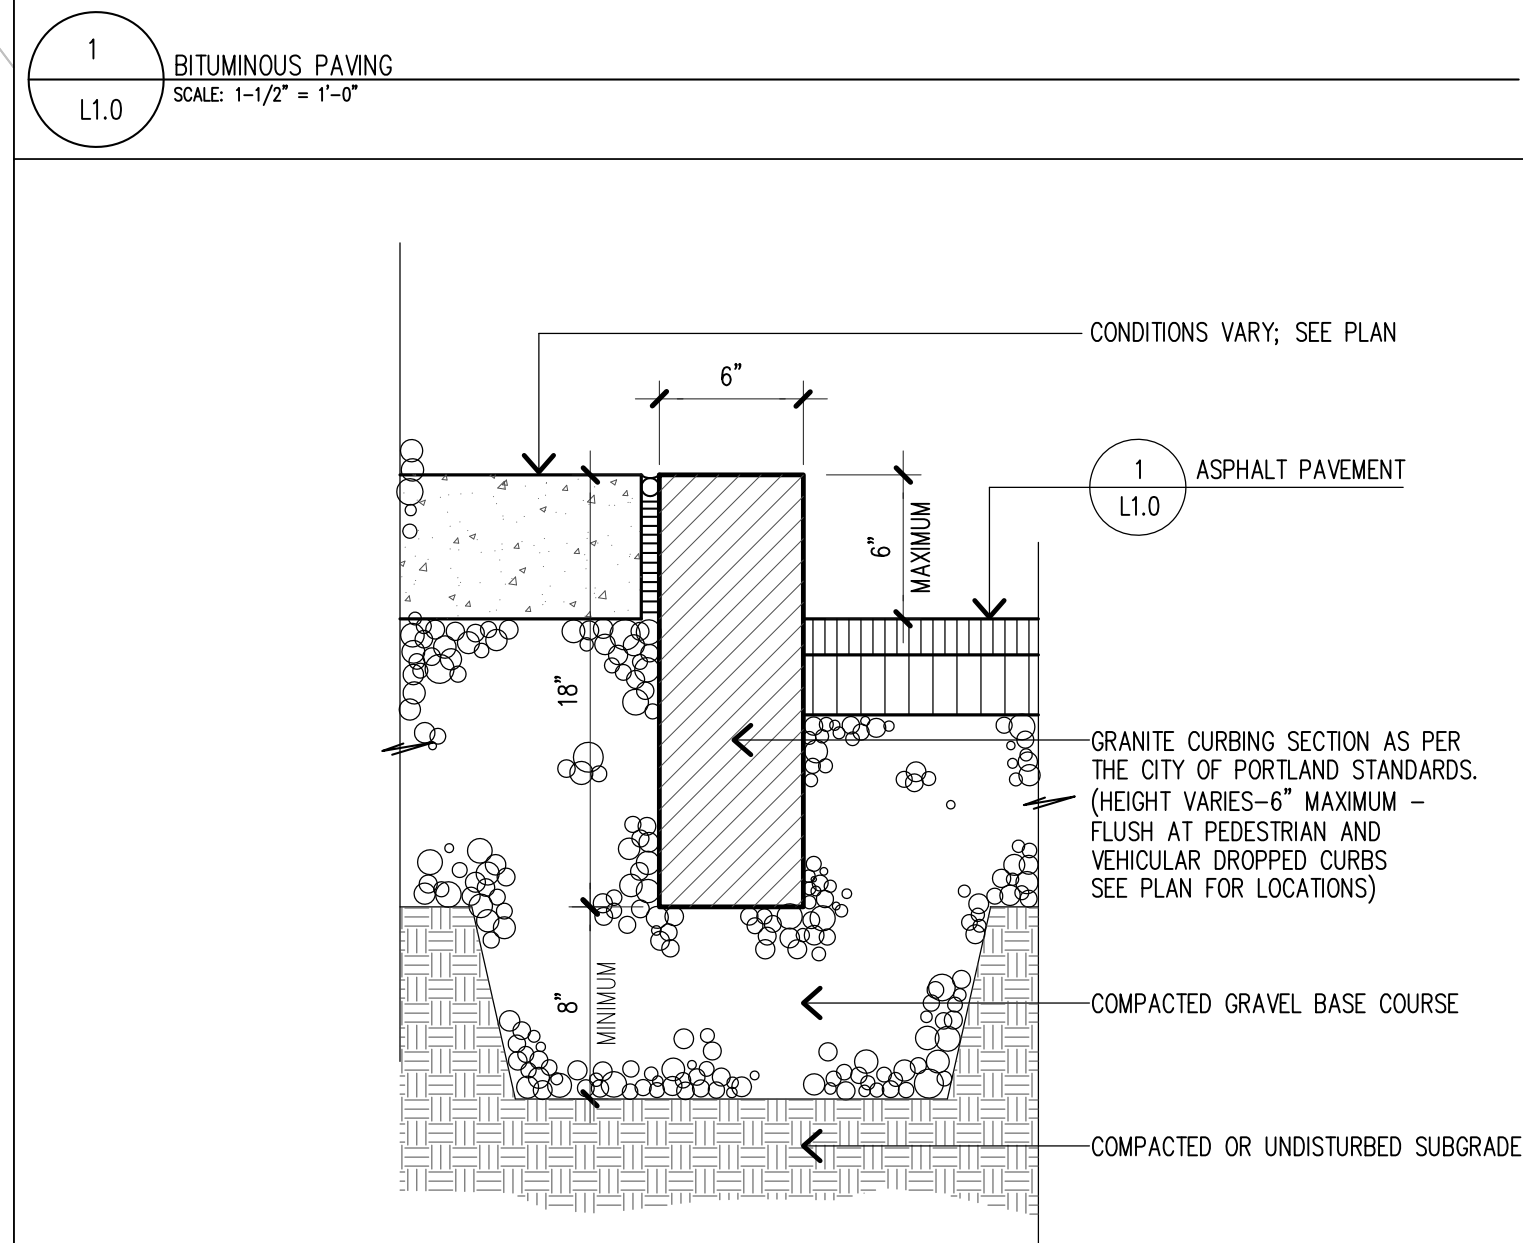 1
L1.0
BITUMINOUS PAVING
SCALE: 1-1/2" = 1'-0"
CONDITIONS VARY; SEE PLAN
6"
1
L1.0
ASPHALT PAVEMENT
6"
MAXIMUM
18"
GRANITE CURBING SECTION AS PER
THE CITY OF PORTLAND STANDARDS.
(HEIGHT VARIES-6" MAXIMUM -
FLUSH AT PEDESTRIAN AND
VEHICULAR DROPPED CURBS
SEE PLAN FOR LOCATIONS)
8"
MINIMUM
COMPACTED GRAVEL BASE COURSE
COMPACTED OR UNDISTURBED SUBGRADE